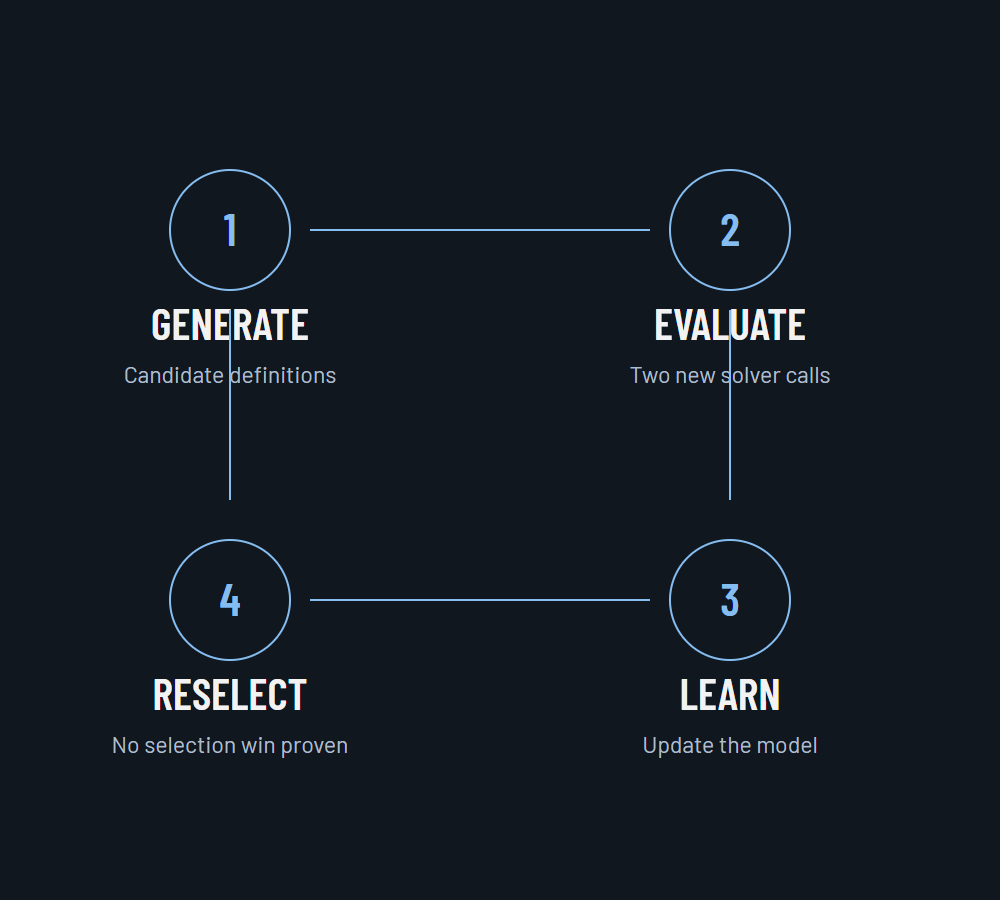 1
2
GENERATE
EVALUATE
Candidate definitions
Two new solver calls
4
3
RESELECT
LEARN
No selection win proven
Update the model